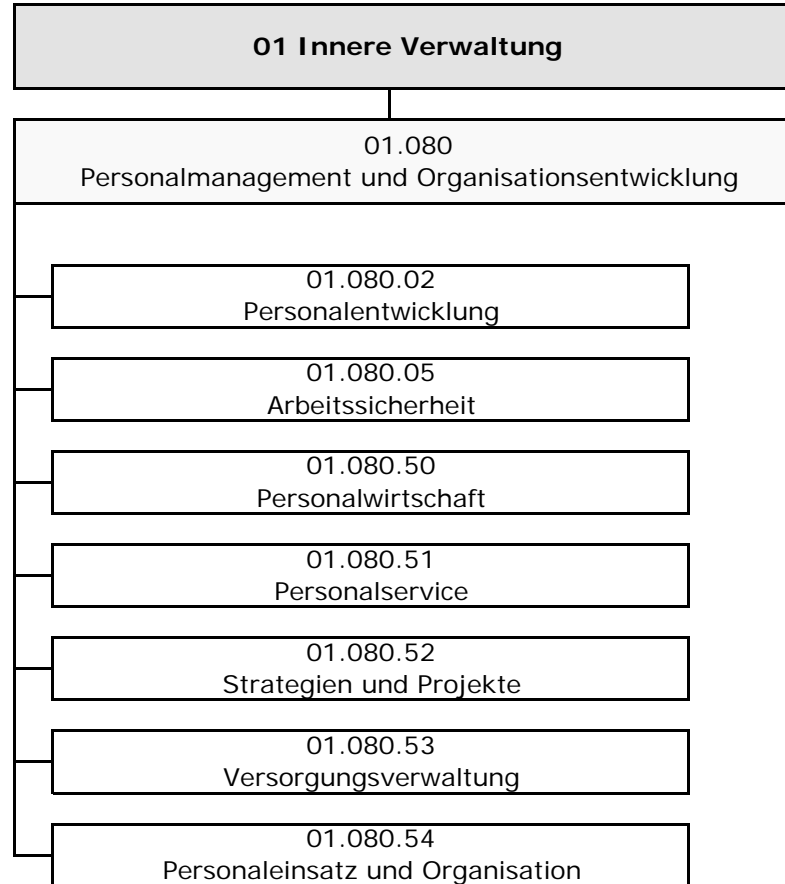 01 Innere Verwaltung
01.080
Personalmanagement und Organisationsentwicklung
01.080.02
Personalentwicklung
01.080.05
Arbeitssicherheit
01.080.50
Personalwirtschaft
01.080.51
Personalservice
01.080.52
Strategien und Projekte
01.080.53
Versorgungsverwaltung
01.080.54
Personaleinsatz und Organisation